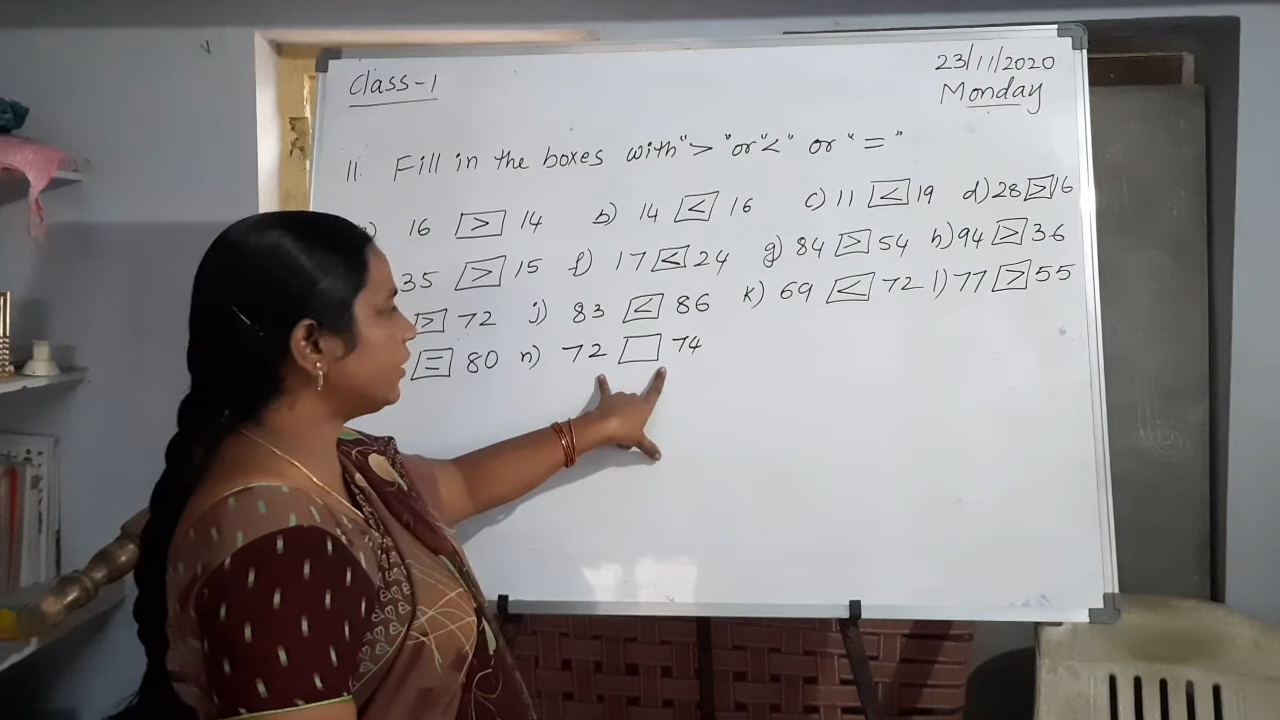 Class-1
23/11/2020
Monday
11. Fill in the boxes with ">" or "<" or "="
16 > 14 b) 14 < 16 c) 11 < 19 d) 28 > 16
35 > 15 f) 17 < 24 g) 84 > 54 h) 94 > 36
> 72 j) 83 < 86 k) 69 < 72 l) 77 > 55
= 80 n) 72 □ 74